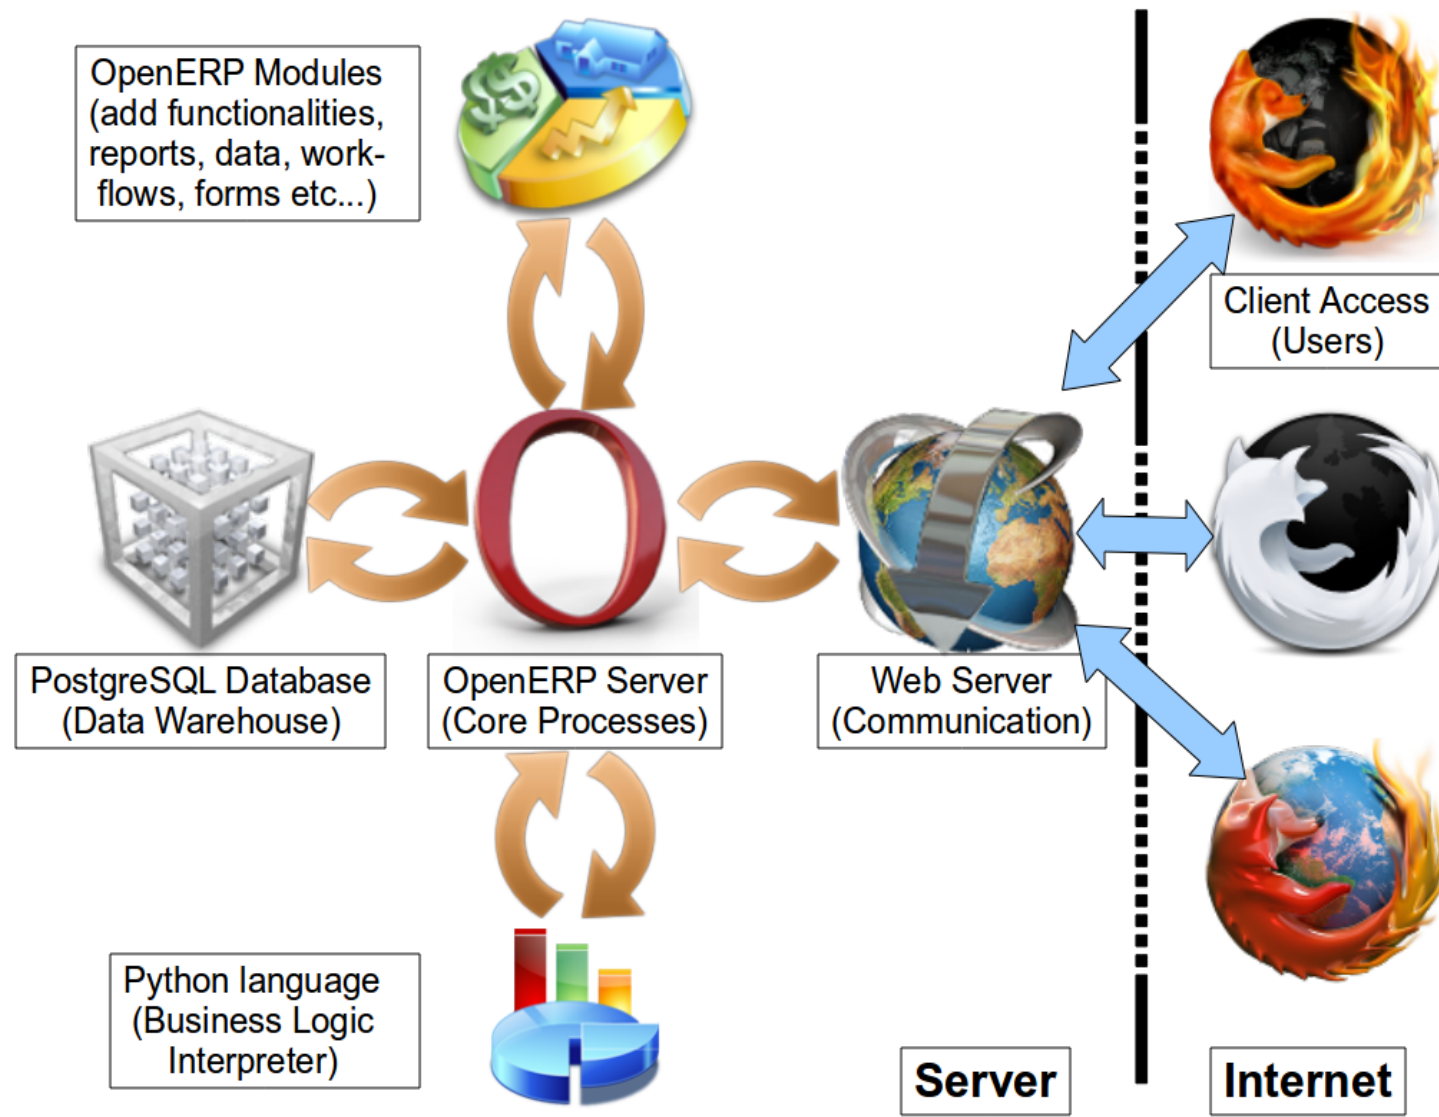 OpenERP Modules
(add functionalities,
reports, data, work-
flows, forms etc...)
Client Access
(Users)
PostgreSQL Database
(Data Warehouse)
OpenERP Server
(Core Processes)
Web Server
(Communication)
Python language
(Business Logic
Interpreter)
Server
Internet